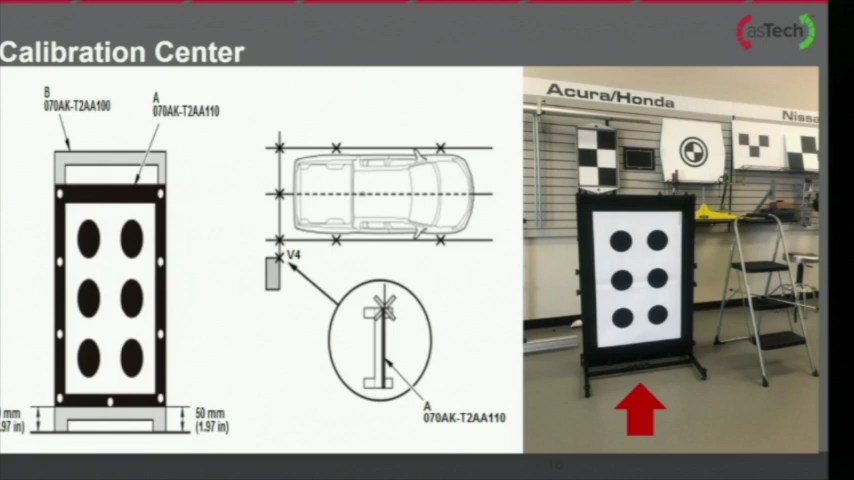 asTech
Calibration Center
B
070AK-T2AA100
A
070AK-T2AA110
Acura/Honda
Nissa
V4
mm
.97 in)
50 mm
(1.97 in)
A
070AK-T2AA110